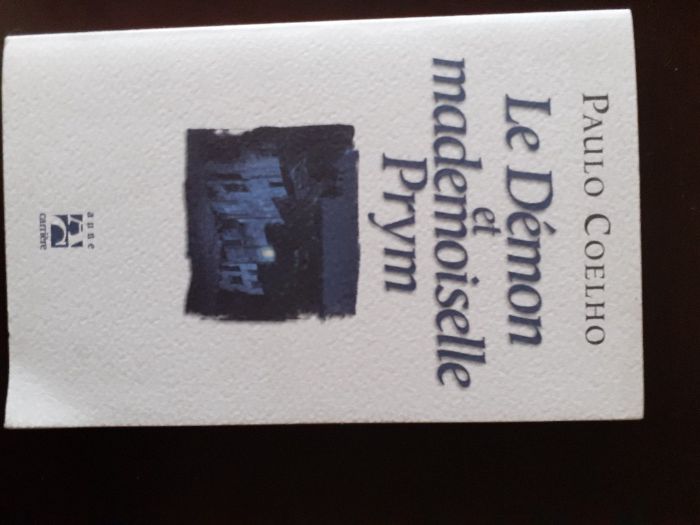 PAULO COELHO
Le Démon
et
mademoiselle
Prym
anne
carrière